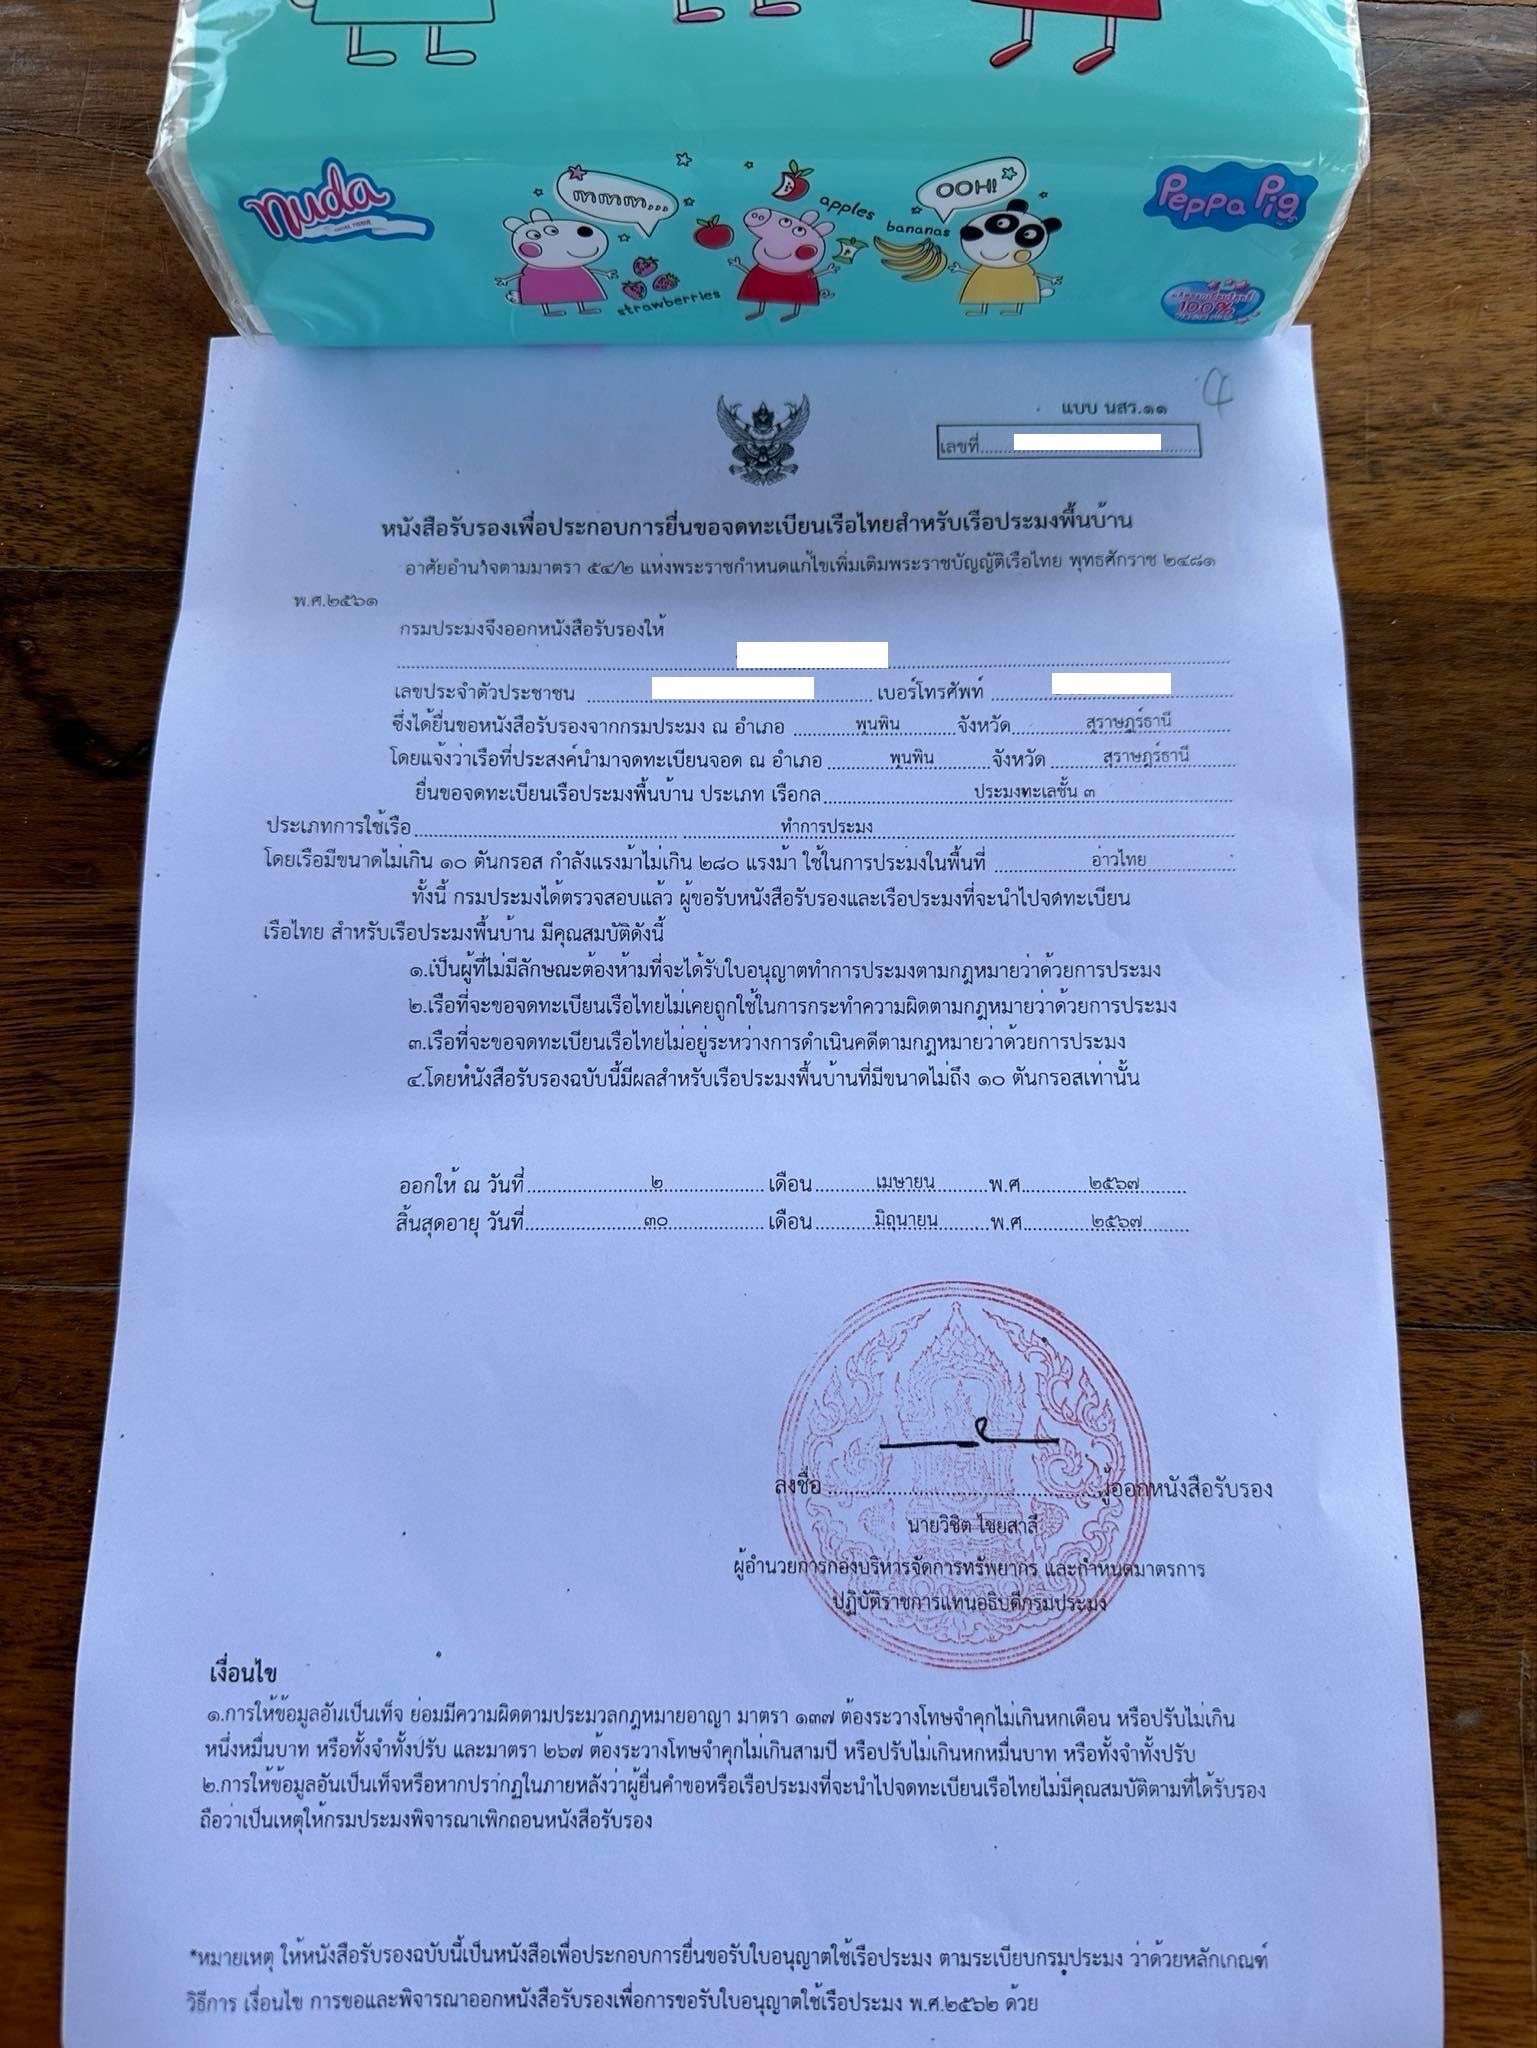 nuda
mmm...
strawberries
apples
bananas
OOH!
Peppa Pig
100%
แบบ นสว.๑๑
เลขที่
หนังสือรับรองเพื่อประกอบการยื่นขอจดทะเบียนเรือไทยสำหรับเรือประมงพื้นบ้าน
อาศัยอำนาจตามมาตรา ๕๔/๒ แห่งพระราชกำหนดแก้ไขเพิ่มเติมพระราชบัญญัติเรือไทย พุทธศักราช ๒๔๘๑
พ.ศ.๒๕๖๑
กรมประมงจึงออกหนังสือรับรองให้
เลขประจำตัวประชาชน เบอร์โทรศัพท์
ซึ่งได้ยื่นขอหนังสือรับรองจากกรมประมง ณ อำเภอ พุนพิน จังหวัด สุราษฎร์ธานี
โดยแจ้งว่าเรือที่ประสงค์นำมาจดทะเบียนจอด ณ อำเภอ พุนพิน จังหวัด สุราษฎร์ธานี
ยื่นขอจดทะเบียนเรือประมงพื้นบ้าน ประเภท เรือกล ประมงทะเลชั้น ๓
ประเภทการใช้เรือ ทำการประมง
โดยเรือมีขนาดไม่เกิน ๑๐ ตันกรอส กำลังแรงม้าไม่เกิน ๒๘๐ แรงม้า ใช้ในการประมงในพื้นที่ อ่าวไทย
ทั้งนี้ กรมประมงได้ตรวจสอบแล้ว ผู้ขอรับหนังสือรับรองและเรือประมงที่จะนำไปจดทะเบียน
เรือไทย สำหรับเรือประมงพื้นบ้าน มีคุณสมบัติดังนี้
๑.เป็นผู้ที่ไม่มีลักษณะต้องห้ามที่จะได้รับใบอนุญาตทำการประมงตามกฎหมายว่าด้วยการประมง
๒.เรือที่จะขอจดทะเบียนเรือไทยไม่เคยถูกใช้ในการกระทำความผิดตามกฎหมายว่าด้วยการประมง
๓.เรือที่จะขอจดทะเบียนเรือไทยไม่อยู่ระหว่างการดำเนินคดีตามกฎหมายว่าด้วยการประมง
๔.โดยหนังสือรับรองฉบับนี้มีผลสำหรับเรือประมงพื้นบ้านที่มีขนาดไม่ถึง ๑๐ ตันกรอสเท่านั้น
ออกให้ ณ วันที่ ๒ เดือน เมษายน พ.ศ. ๒๕๖๗
สิ้นสุดอายุ วันที่ ๓๐ เดือน มิถุนายน พ.ศ ๒๕๖๗
ลงชื่อ ผู้ออกหนังสือรับรอง
นายวิชิต ไชยสาลี
ผู้อำนวยการกองบริหารจัดการทรัพยากร และกำหนดมาตรการ
ปฏิบัติราชการแทนอธิบดีกรมประมง
เงื่อนไข
๑.การให้ข้อมูลอันเป็นเท็จ ย่อมมีความผิดตามประมวลกฎหมายอาญา มาตรา ๑๓๗ ต้องระวางโทษจำคุกไม่เกินหกเดือน หรือปรับไม่เกิน
หนึ่งหมื่นบาท หรือทั้งจำทั้งปรับ และมาตรา ๒๖๗ ต้องระวางโทษจำคุกไม่เกินสามปี หรือปรับไม่เกินหกหมื่นบาท หรือทั้งจำทั้งปรับ
๒.การให้ข้อมูลอันเป็นเท็จหรือหากปรากฏในภายหลังว่าผู้ยื่นคำขอหรือเรือประมงที่จะนำไปจดทะเบียนเรือไทยไม่มีคุณสมบัติตามที่ได้รับรอง
ถือว่าเป็นเหตุให้กรมประมงพิจารณาเพิกถอนหนังสือรับรอง
*หมายเหตุ ให้หนังสือรับรองฉบับนี้เป็นหนังสือเพื่อประกอบการยื่นขอรับใบอนุญาตใช้เรือประมง ตามระเบียบกรมประมง ว่าด้วยหลักเกณฑ์
วิธีการ เงื่อนไข การขอและพิจารณาออกหนังสือรับรองเพื่อการขอรับใบอนุญาตใช้เรือประมง พ.ศ.๒๕๖๒ ด้วย